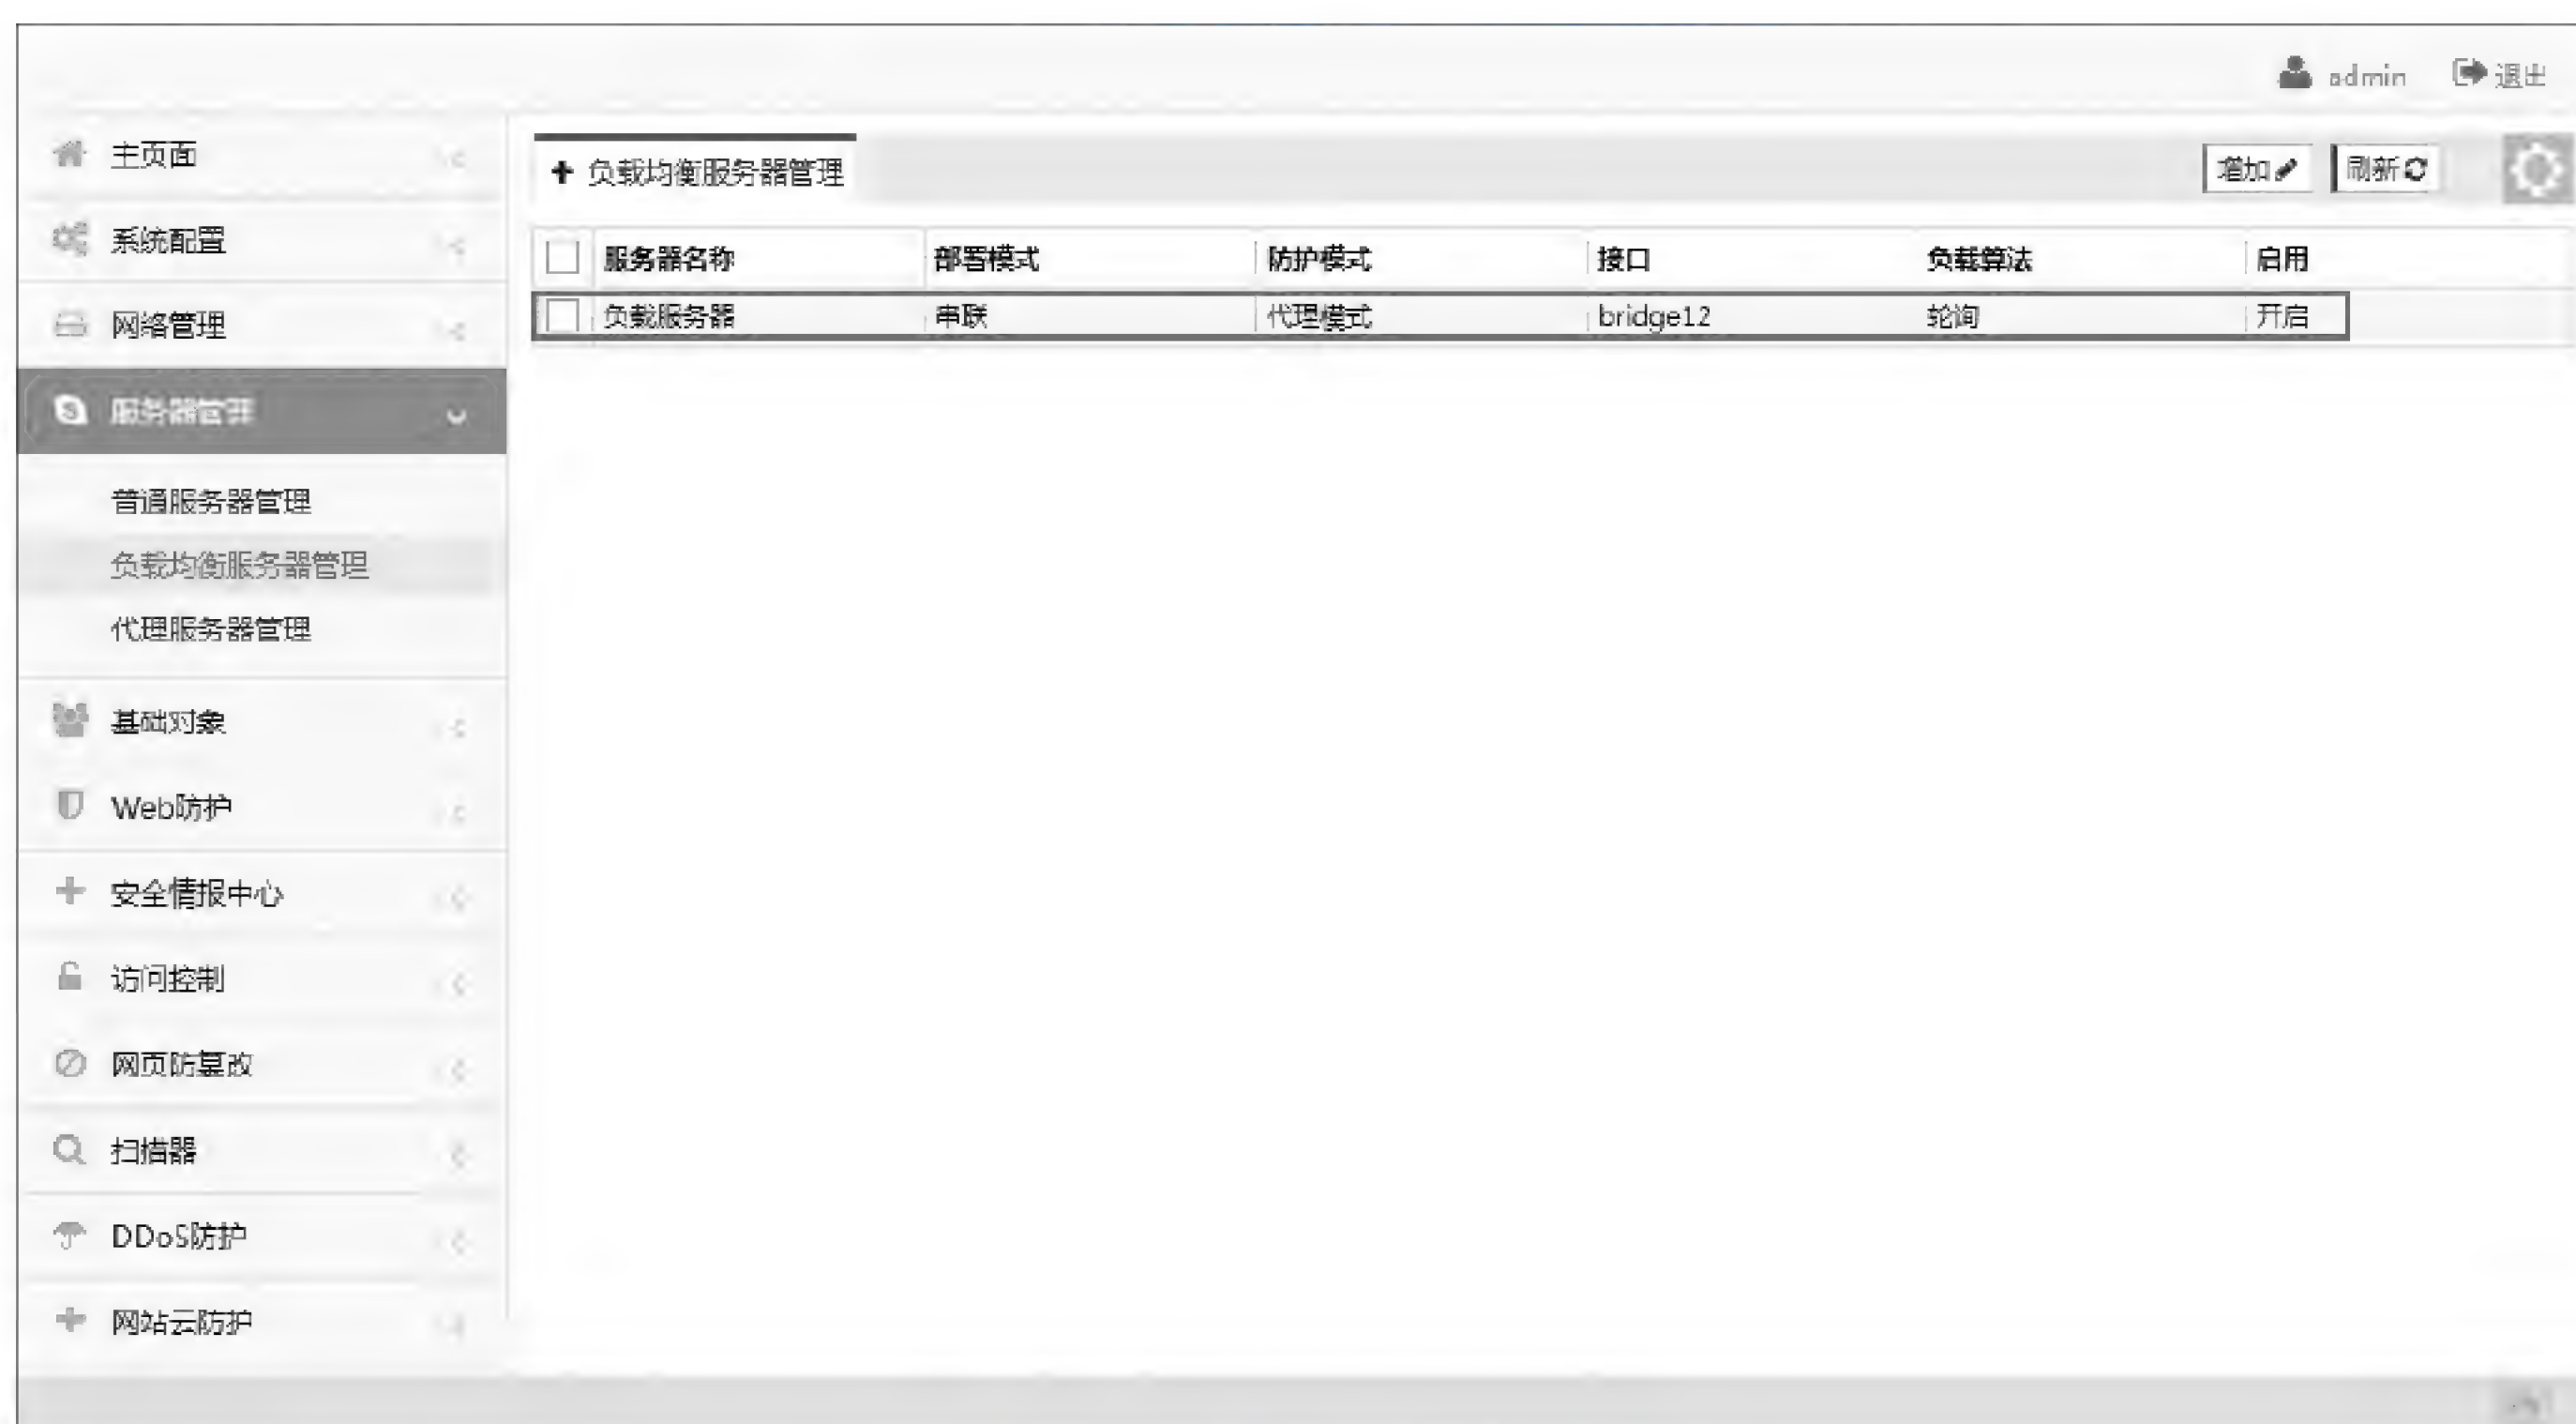 admin 退出
主页面
系统配置
网络管理
服务器管理
普通服务器管理
负载均衡服务器管理
代理服务器管理
基础对象
Web防护
安全情报中心
访问控制
网页防篡改
扫描器
DDoS防护
网站云防护
负载均衡服务器管理 增加 刷新
服务器名称 部署模式 防护模式 接口 负载算法 启用
负载服务器 串联 代理模式 bridge12 轮询 开启